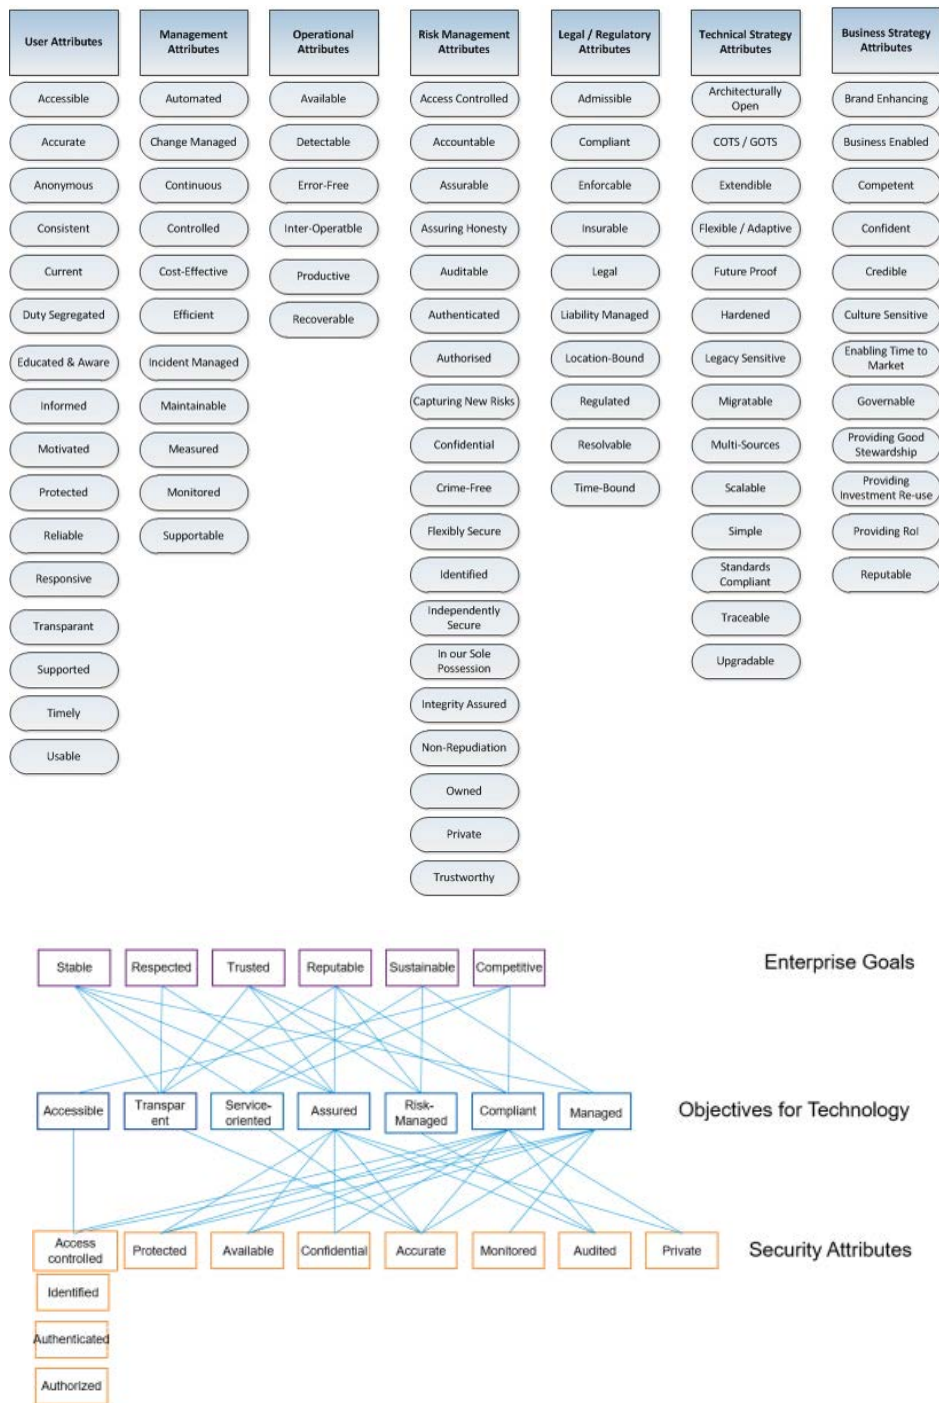 User Attributes
Management
Attributes
Operational
Attributes
Risk Management
Attributes
Legal / Regulatory
Attributes
Technical Strategy
Attributes
Business Strategy
Attributes
Accessible
Accurate
Anonymous
Consistent
Current
Duty Segregated
Educated & Aware
Informed
Motivated
Protected
Reliable
Responsive
Transparant
Supported
Timely
Usable
Automated
Change Managed
Continuous
Controlled
Cost-Effective
Efficient
Incident Managed
Maintainable
Measured
Monitored
Supportable
Available
Detectable
Error-Free
Inter-Operatble
Productive
Recoverable
Access Controlled
Accountable
Assurable
Assuring Honesty
Auditable
Authenticated
Authorised
Capturing New Risks
Confidential
Crime-Free
Flexibly Secure
Identified
Independently
Secure
In our Sole
Possession
Integrity Assured
Non-Repudiation
Owned
Private
Trustworthy
Admissible
Compliant
Enforcable
Insurable
Legal
Liability Managed
Location-Bound
Regulated
Resolvable
Time-Bound
Architecturally
Open
COTS / GOTS
Extendible
Flexible / Adaptive
Future Proof
Hardened
Legacy Sensitive
Migratable
Multi-Sources
Scalable
Simple
Standards
Compliant
Traceable
Upgradable
Brand Enhancing
Business Enabled
Competent
Confident
Credible
Culture Sensitive
Enabling Time to
Market
Governable
Providing Good
Stewardship
Providing
Investment Re-use
Providing RoI
Reputable
Stable
Respected
Trusted
Reputable
Sustainable
Competitive
Enterprise Goals
Accessible
Transpar
ent
Service-
oriented
Assured
Risk-
Managed
Compliant
Managed
Objectives for Technology
Access
controlled
Protected
Available
Confidential
Accurate
Monitored
Audited
Private
Security Attributes
Identified
Authenticated
Authorized